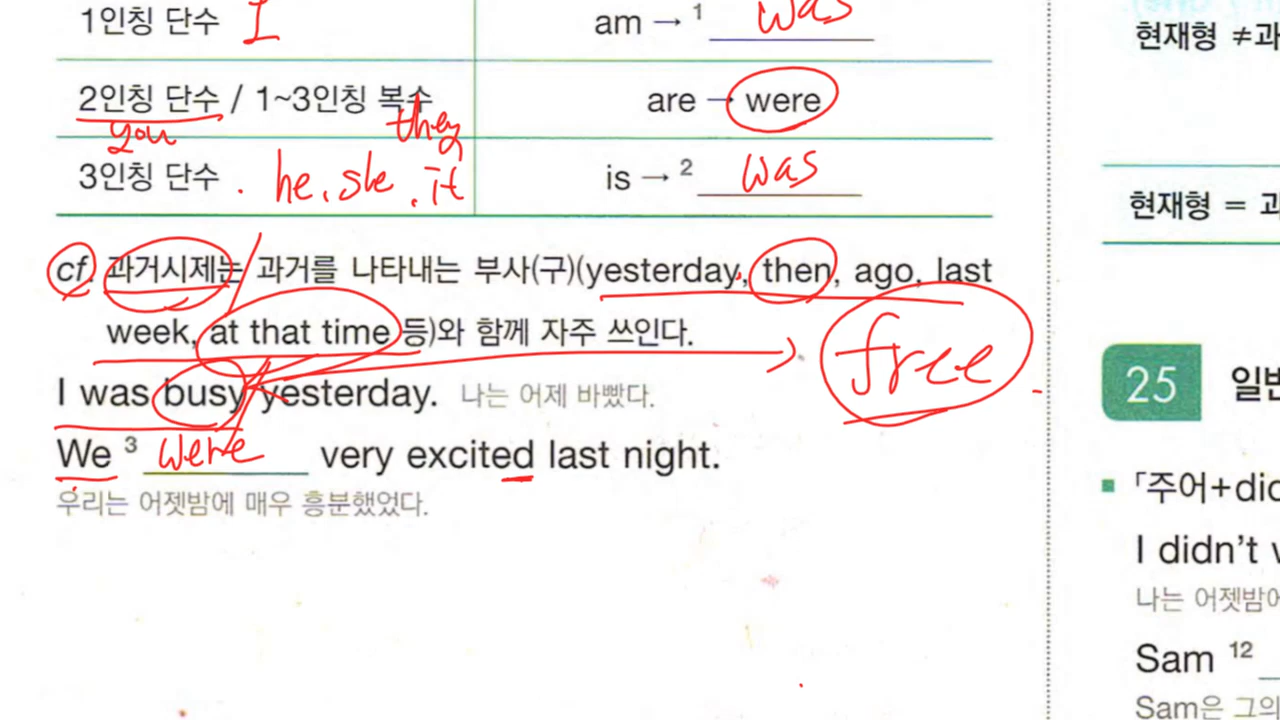 1인칭 단수 I am → 1 was
2인칭 단수 / 1~3인칭 복수 are → were
you they
3인칭 단수 . he, she . it is → 2 was
cf. 과거시제는 과거를 나타내는 부사(구)(yesterday, then, ago, last
week, at that time 등)와 함께 자주 쓰인다.
free
I was busy yesterday. 나는 어제 바빴다.
We 3 were very excited last night.
우리는 어젯밤에 매우 흥분했었다.
현재형 ≠과
현재형 = 과
25 일반
「주어+did
I didn't
나는 어젯밤에
Sam 12
Sam은 그의